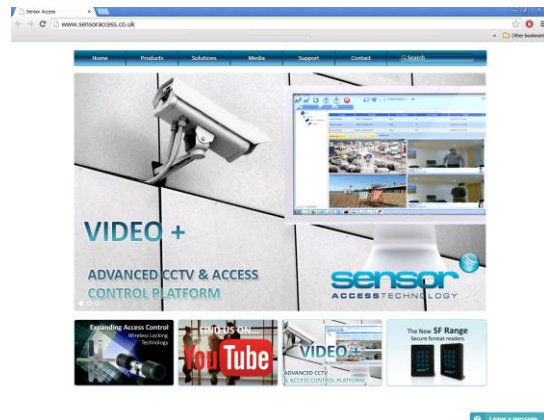 Sensor Access
www.sensoraccess.co.uk
Other bookmarks
Home Products Solutions Media Support Contact Search
VIDEO +
ADVANCED CCTV & ACCESS
CONTROL PLATFORM
sensor
ACCESSTECHNOLOGY
Expanding Access Control
Wireless Locking
Technology
FIND US ON...
YouTube
VIDEO+
ADVANCED CCTV
& ACCESS CONTROL PLATFORM
The New SF Range
Secure format readers
Leave a message